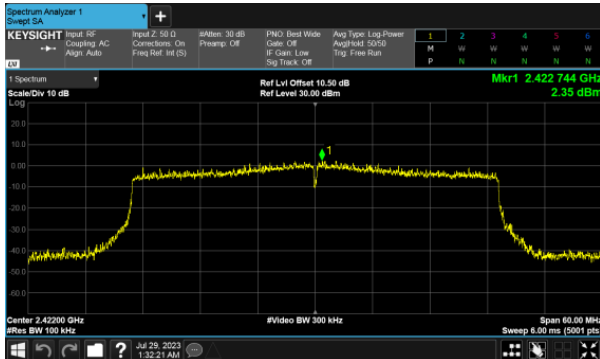 Spectrum Analyzer 1
Swept SA
+
KEYSIGHT
Input: RF
Coupling: AC
Align: Auto
Input Z: 50 Ω
Corrections: On
Freq Ref: Int (S)
#Atten: 30 dB
Preamp: Off
PNO: Best Wide
Gate: Off
IF Gain: Low
Sig Track: Off
Avg Type: Log-Power
Avg|Hold: 50/50
Trig: Free Run
1 2 3 4 5 6
M W W W W W
P N N N N N
1 Spectrum
Scale/Div 10 dB
Ref Lvl Offset 10.50 dB
Ref Level 30.00 dBm
Mkr1 2.422 744 GHz
2.35 dBm
Log
20.0
10.0
0.00
-10.0
-20.0
-30.0
-40.0
-50.0
-60.0
1
Center 2.42200 GHz
#Res BW 100 kHz
#Video BW 300 kHz
Span 60.00 MHz
Sweep 6.00 ms (5001 pts
?
Jul 29, 2023
1:32:21 AM